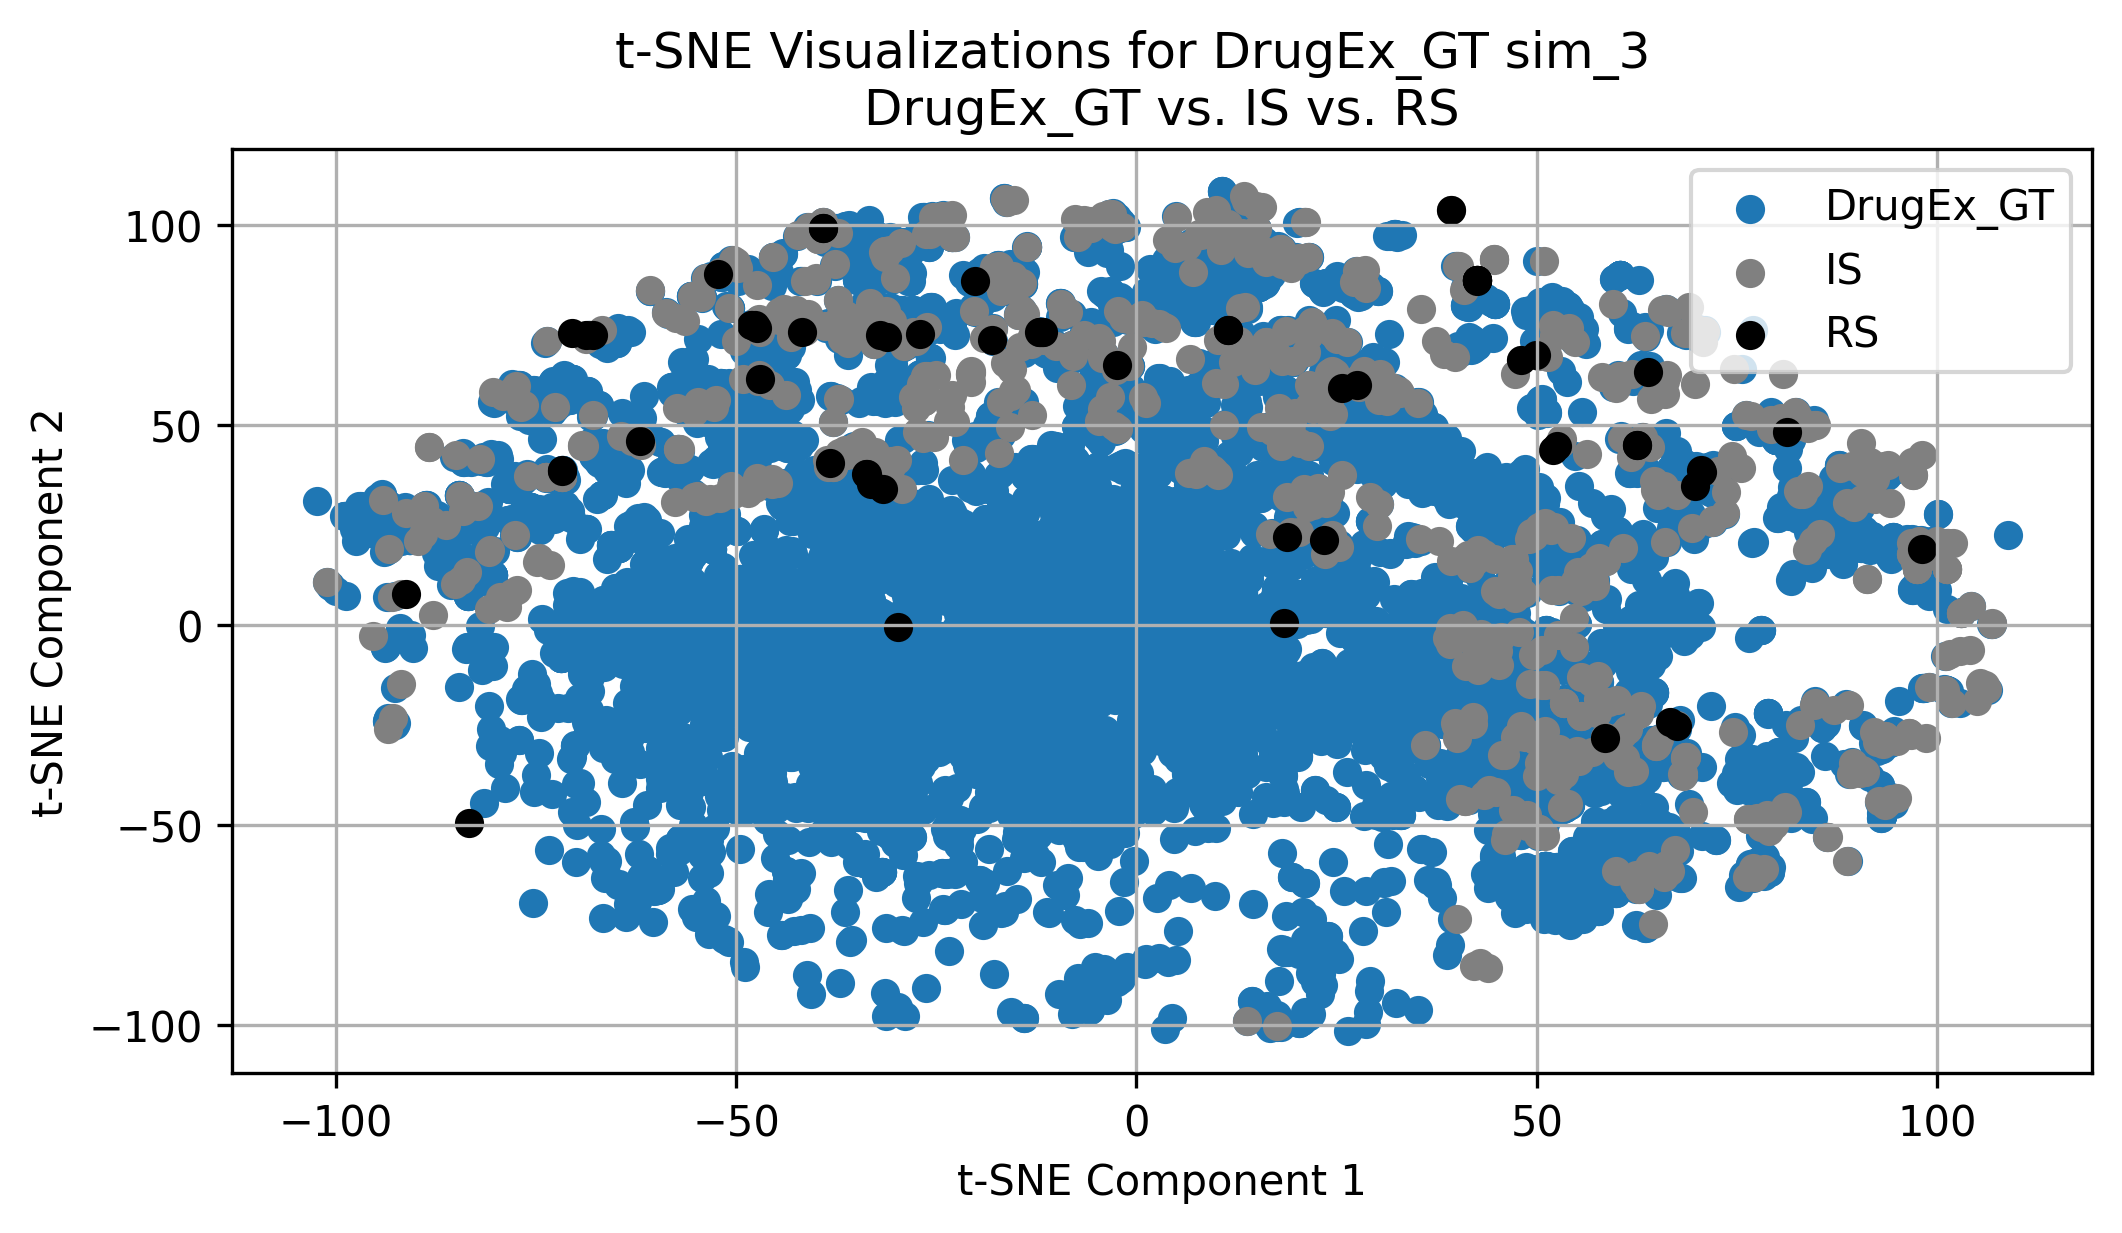 t-SNE Visualizations for DrugEx_GT sim_3
DrugEx_GT vs. IS vs. RS
DrugEx_GT
IS
RS
t-SNE Component 2
100
50
0
−50
−100
−100
−50
0
50
100
t-SNE Component 1